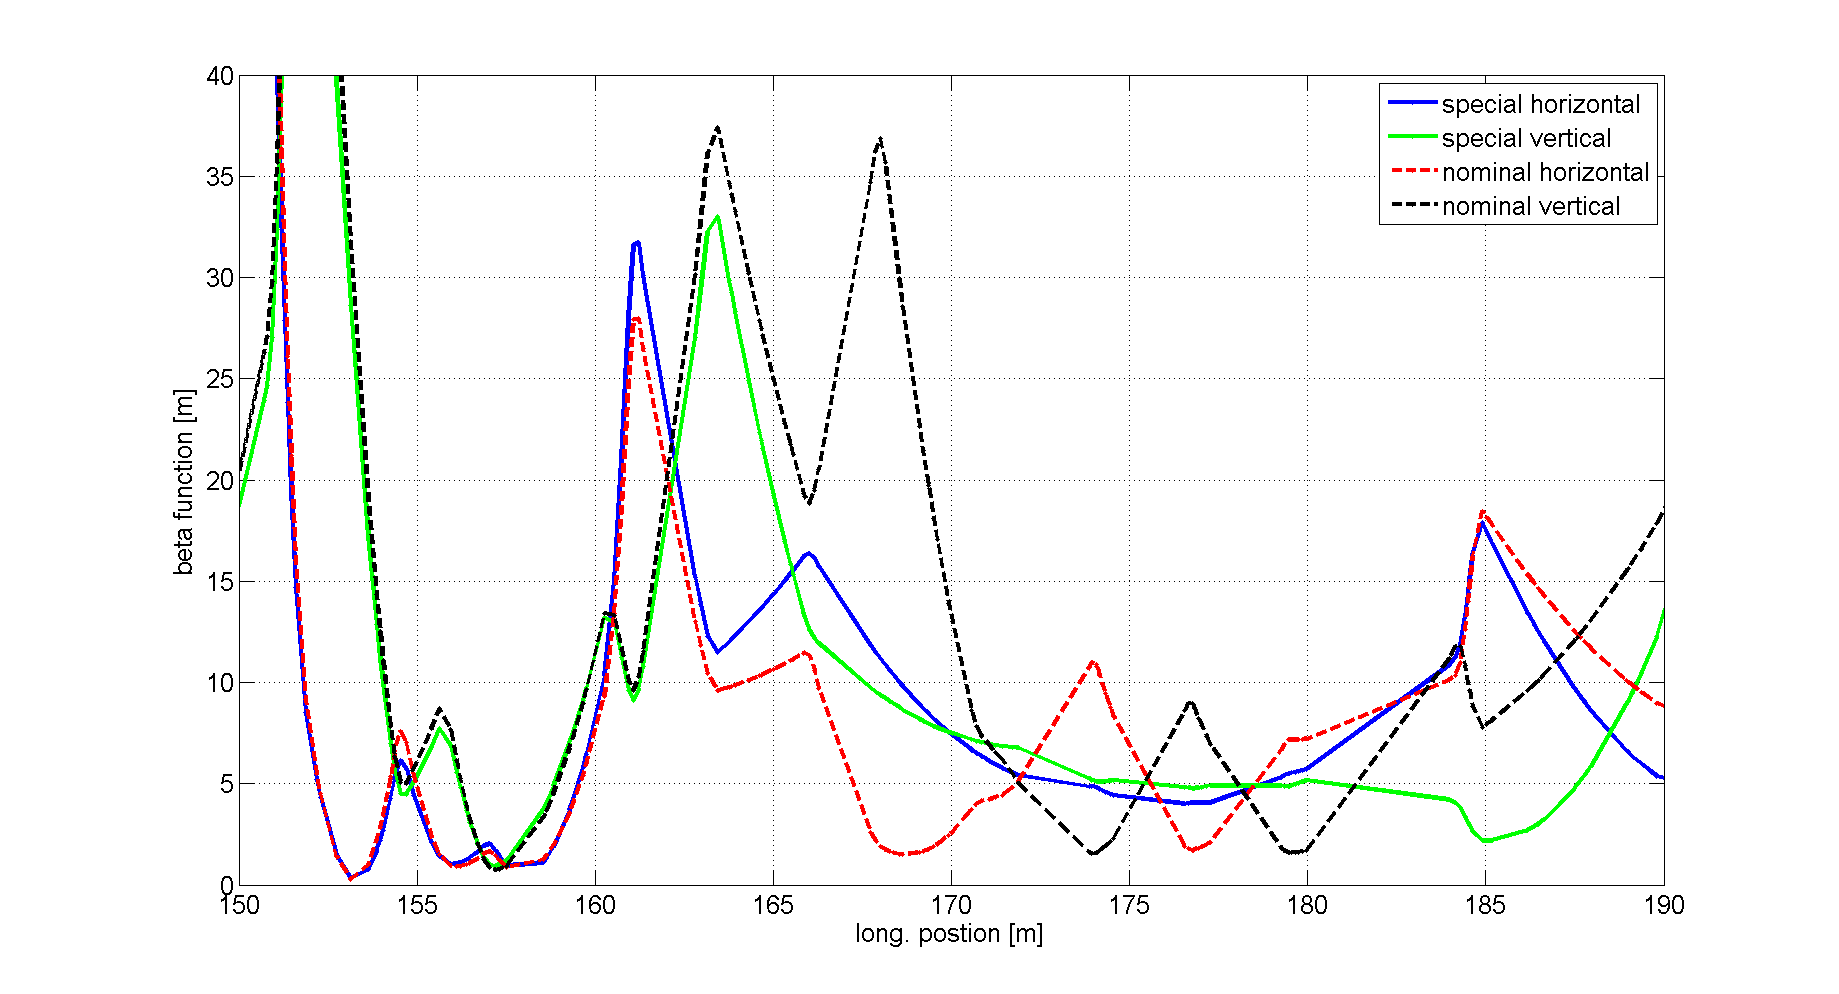 40
35
30
25
20
15
10
5
0
beta function [m]
special horizontal
special vertical
nominal horizontal
nominal vertical
150 155 160 165 170 175 180 185 190
long. postion [m]